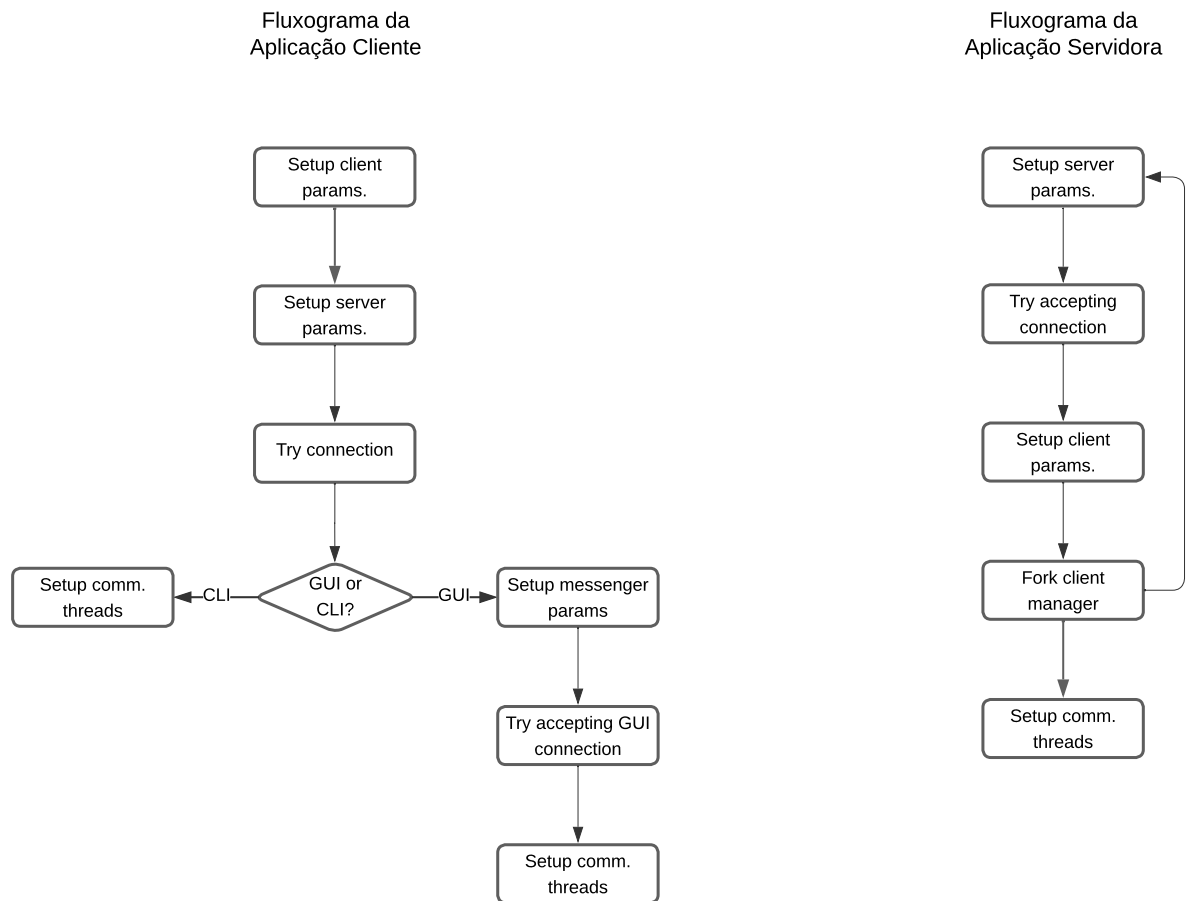 Fluxograma da
Aplicação Cliente
Setup client
params.
Setup server
params.
Try connection
GUI or
CLI?
CLI
Setup comm.
threads
GUI
Setup messenger
params
Try accepting GUI
connection
Setup comm.
threads
Fluxograma da
Aplicação Servidora
Setup server
params.
Try accepting
connection
Setup client
params.
Fork client
manager
Setup comm.
threads